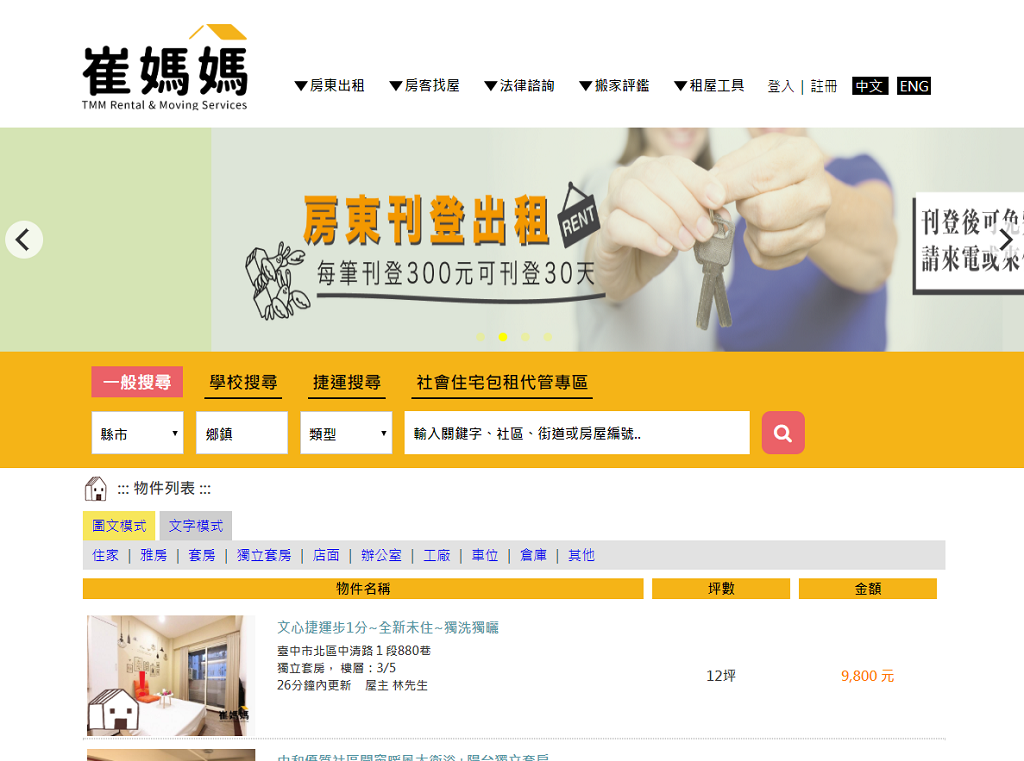 崔媽媽
TMM Rental & Moving Services
▼房東出租 ▼房客找屋 ▼法律諮詢 ▼搬家評鑑 ▼租屋工具 登入 | 註冊 中文 ENG
房東刊登出租
RENT
每筆刊登300元可刊登30天
刊登後可免
請來電或來
一般搜尋 學校搜尋 捷運搜尋 社會住宅包租代管專區
縣市 鄉鎮 類型 輸入關鍵字、社區、街道或房屋編號..
::: 物件列表 :::
圖文模式 文字模式
住家 | 雅房 | 套房 | 獨立套房 | 店面 | 辦公室 | 工廠 | 車位 | 倉庫 | 其他
物件名稱 坪數 金額
文心捷運步1分~全新未住~獨洗獨曬
臺中市北區中清路１段880巷
獨立套房， 樓層：3/5
26分鐘內更新 屋主 林先生
12坪
9,800 元
崔媽媽